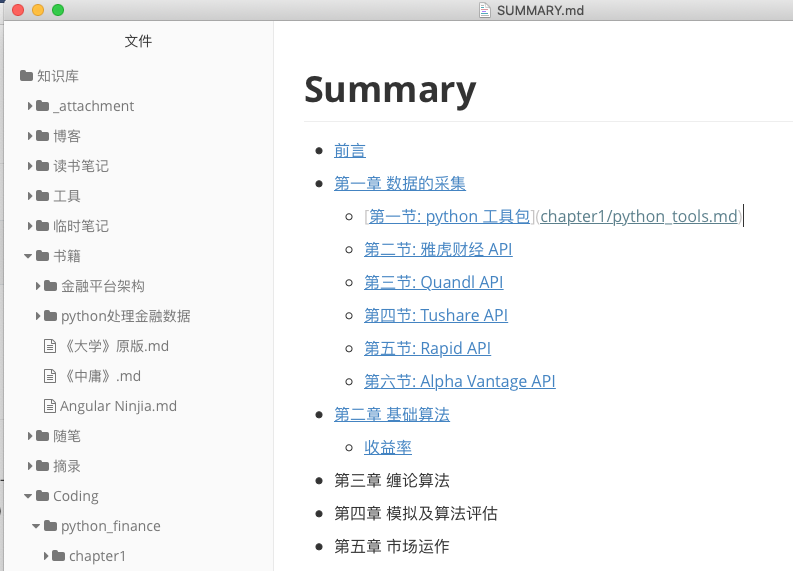 SUMMARY.md
文件
知识库
_attachment
博客
读书笔记
工具
临时笔记
书籍
金融平台架构
python处理金融数据
《大学》原版.md
《中庸》.md
Angular Ninjia.md
随笔
摘录
Coding
python_finance
chapter1
Summary
前言
第一章 数据的采集
[第一节: python 工具包](chapter1/python_tools.md)
第二节: 雅虎财经 API
第三节: Quandl API
第四节: Tushare API
第五节: Rapid API
第六节: Alpha Vantage API
第二章 基础算法
收益率
第三章 缠论算法
第四章 模拟及算法评估
第五章 市场运作